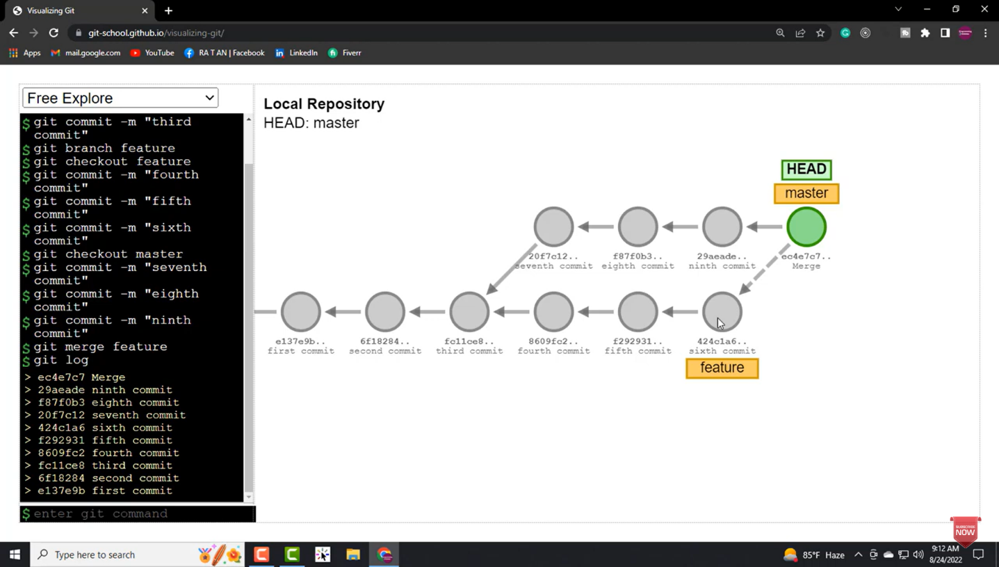 Visualizing Git
git-school.github.io/visualizing-git/
Apps
mail.google.com
YouTube
RA T AN | Facebook
LinkedIn
Fiverr
Free Explore
$ git commit -m "third
commit"
$ git branch feature
$ git checkout feature
$ git commit -m "fourth
commit"
$ git commit -m "fifth
commit"
$ git commit -m "sixth
commit"
$ git checkout master
$ git commit -m "seventh
commit"
$ git commit -m "eighth
commit"
$ git commit -m "ninth
commit"
$ git merge feature
$ git log
> ec4e7c7 Merge
> 29aeade ninth commit
> f87f0b3 eighth commit
> 20f7c12 seventh commit
> 424c1a6 sixth commit
> f292931 fifth commit
> 8609fc2 fourth commit
> fc11ce8 third commit
> 6f18284 second commit
> e137e9b first commit
$ enter git command
Local Repository
HEAD: master
HEAD
master
20f7c12..
seventh commit
f87f0b3..
eighth commit
29aeade..
ninth commit
ec4e7c7..
Merge
e137e9b..
first commit
6f18284..
second commit
fc11ce8..
third commit
8609fc2..
fourth commit
f292931..
fifth commit
424c1a6..
sixth commit
feature
SUBSCRIBE
NOW
Type here to search
85°F Haze
9:12 AM
8/24/2022